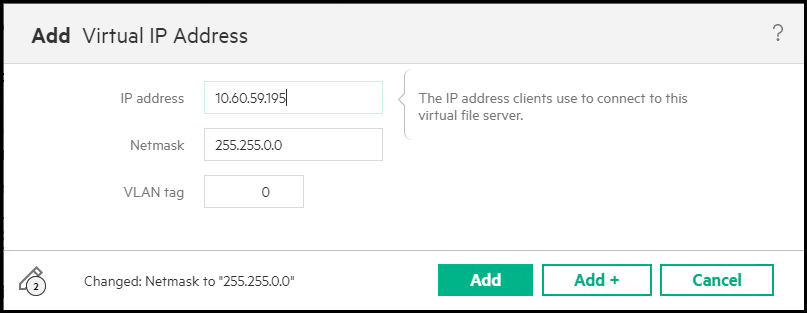 Add Virtual IP Address ?
IP address 10.60.59.195
The IP address clients use to connect to this
virtual file server.
Netmask 255.255.0.0
VLAN tag 0
2 Changed: Netmask to "255.255.0.0" Add Add + Cancel